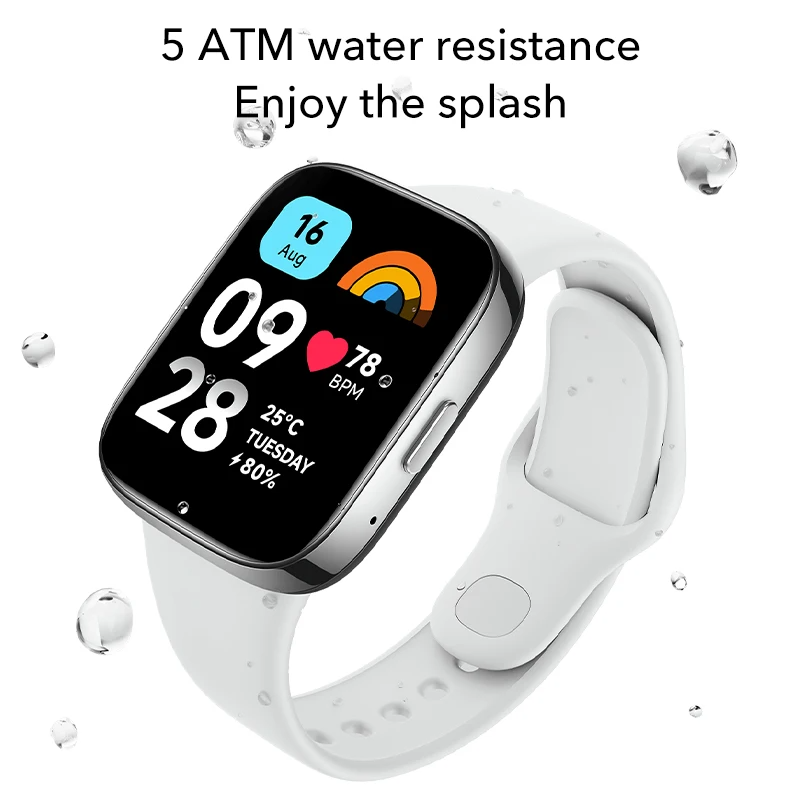 5 ATM water resistance
Enjoy the splash
16
Aug
09
78
BPM
28
25°C
TUESDAY
80%